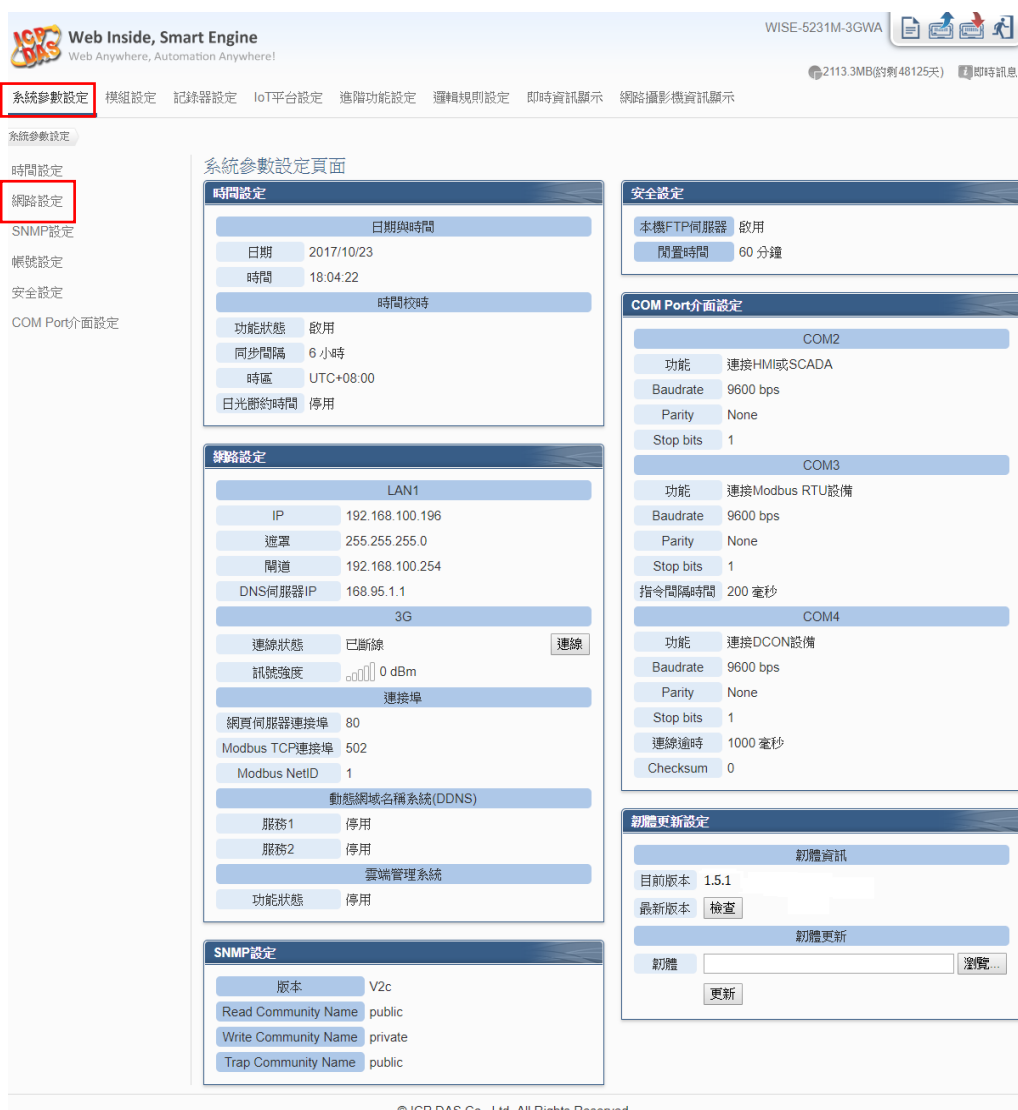 ICP DAS
Web Inside, Smart Engine
Web Anywhere, Automation Anywhere!
WISE-5231M-3GWA
2113.3MB(約剩48125天) 即時訊息
系統參數設定 模組設定 記錄器設定 IoT平台設定 進階功能設定 邏輯規則設定 即時資訊顯示 網路攝影機資訊顯示
系統參數設定
時間設定
網路設定
SNMP設定
帳號設定
安全設定
COM Port介面設定
系統參數設定頁面
時間設定
日期與時間
日期 2017/10/23
時間 18:04:22
時間校時
功能狀態 啟用
同步間隔 6 小時
時區 UTC+08:00
日光節約時間 停用
網路設定
LAN1
IP 192.168.100.196
遮罩 255.255.255.0
閘道 192.168.100.254
DNS伺服器IP 168.95.1.1
3G
連線狀態 已斷線 連線
訊號強度 0 dBm
連接埠
網頁伺服器連接埠 80
Modbus TCP連接埠 502
Modbus NetID 1
動態網域名稱系統(DDNS)
服務1 停用
服務2 停用
雲端管理系統
功能狀態 停用
SNMP設定
版本 V2c
Read Community Name public
Write Community Name private
Trap Community Name public
安全設定
本機FTP伺服器 啟用
閒置時間 60 分鐘
COM Port介面設定
COM2
功能 連接HMI或SCADA
Baudrate 9600 bps
Parity None
Stop bits 1
COM3
功能 連接Modbus RTU設備
Baudrate 9600 bps
Parity None
Stop bits 1
指令間隔時間 200 毫秒
COM4
功能 連接DCON設備
Baudrate 9600 bps
Parity None
Stop bits 1
連線逾時 1000 毫秒
Checksum 0
韌體更新設定
韌體資訊
目前版本 1.5.1
最新版本 檢查
韌體更新
韌體 瀏覽...
更新
© ICP DAS Co., Ltd. All Rights Reserved